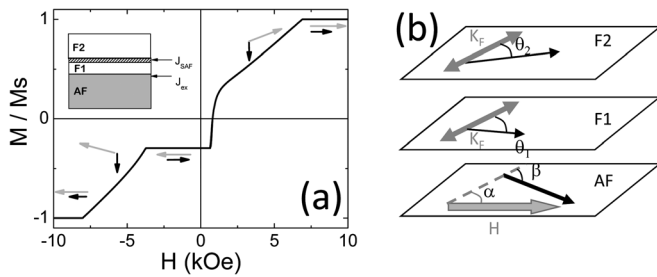 (a)
F2
F1
AF
J_SAF
J_ex
M / Ms
1
0
-1
-10
-5
0
5
10
H (kOe)
(b)
K_F
θ_2
F2
K_F
θ_1
F1
β
α
AF
H